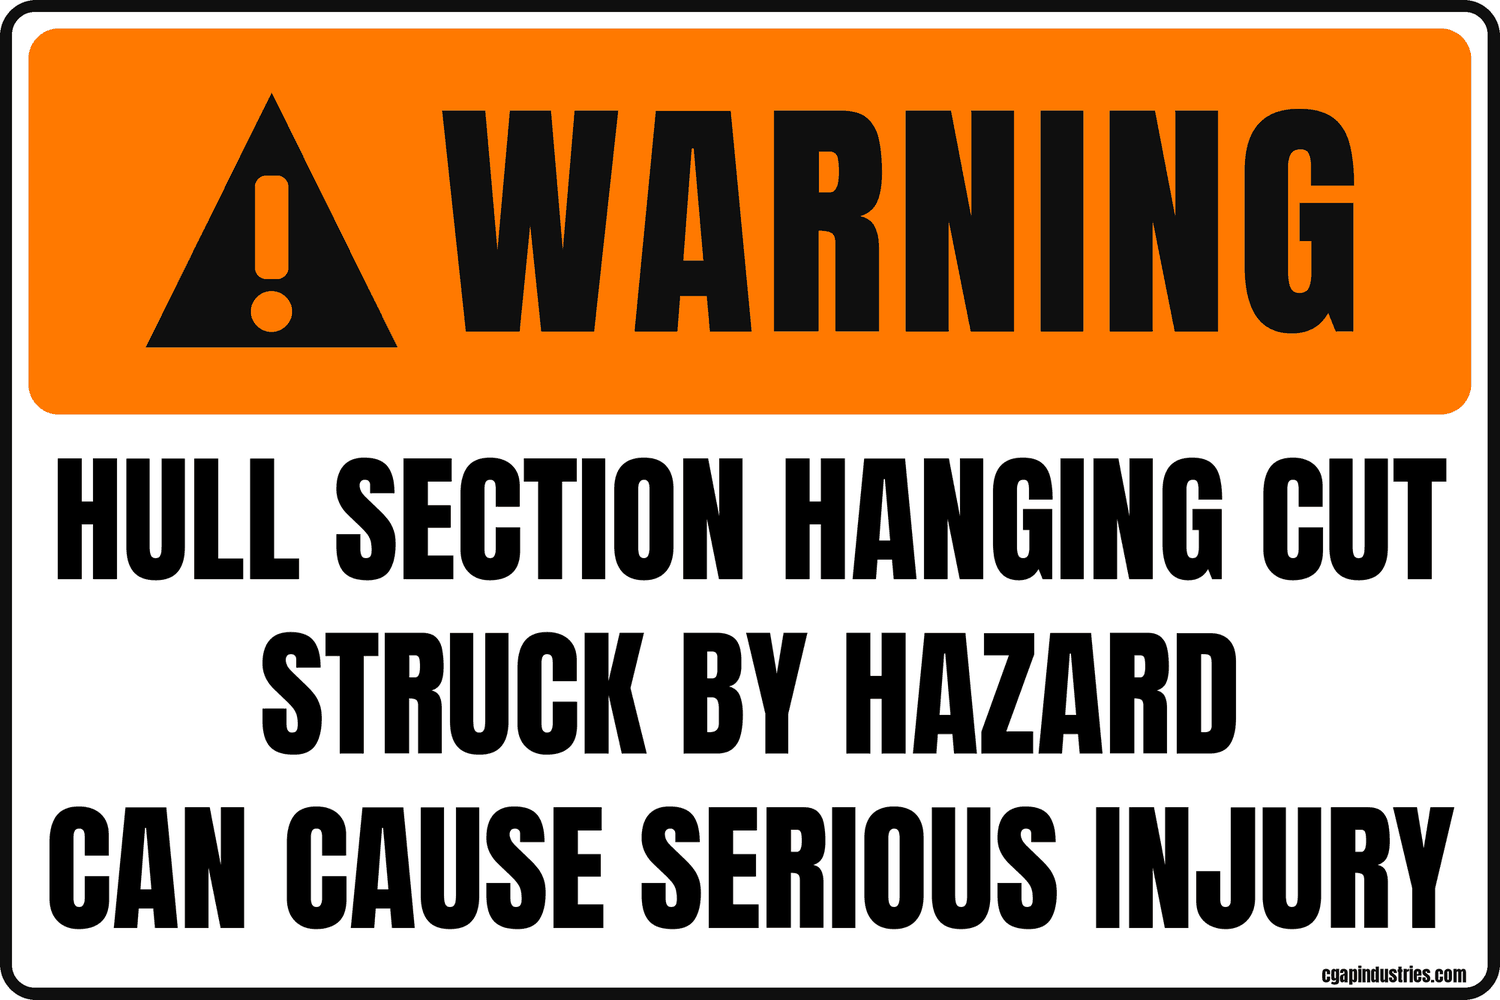 WARNING
HULL SECTION HANGING CUT
STRUCK BY HAZARD
CAN CAUSE SERIOUS INJURY
cgapindustries.com